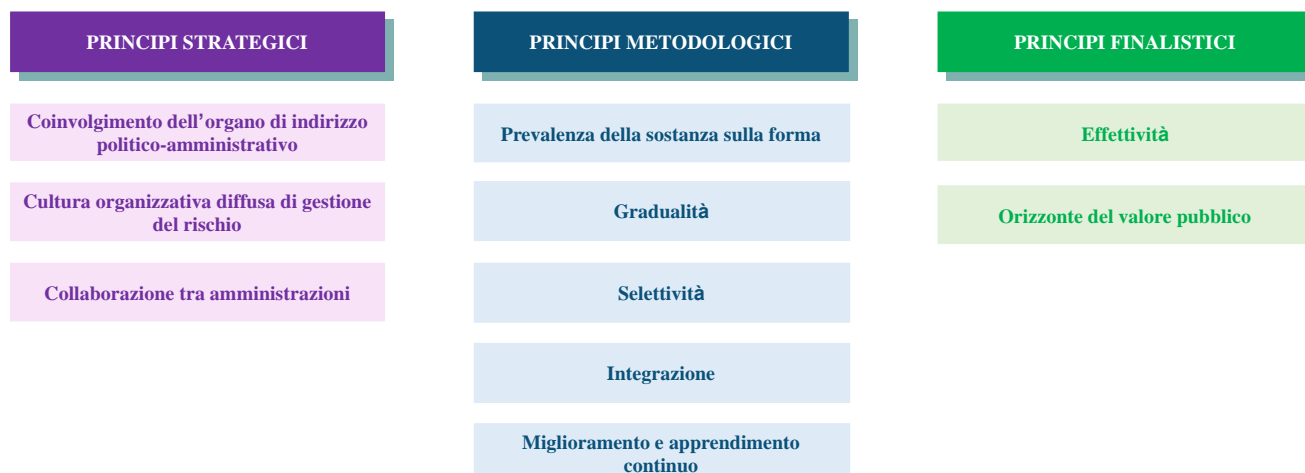 PRINCIPI STRATEGICI
Coinvolgimento dell’organo di indirizzo
politico-amministrativo
Cultura organizzativa diffusa di gestione
del rischio
Collaborazione tra amministrazioni
PRINCIPI METODOLOGICI
Prevalenza della sostanza sulla forma
Gradualità
Selettività
Integrazione
Miglioramento e apprendimento
continuo
PRINCIPI FINALISTICI
Effettività
Orizzonte del valore pubblico